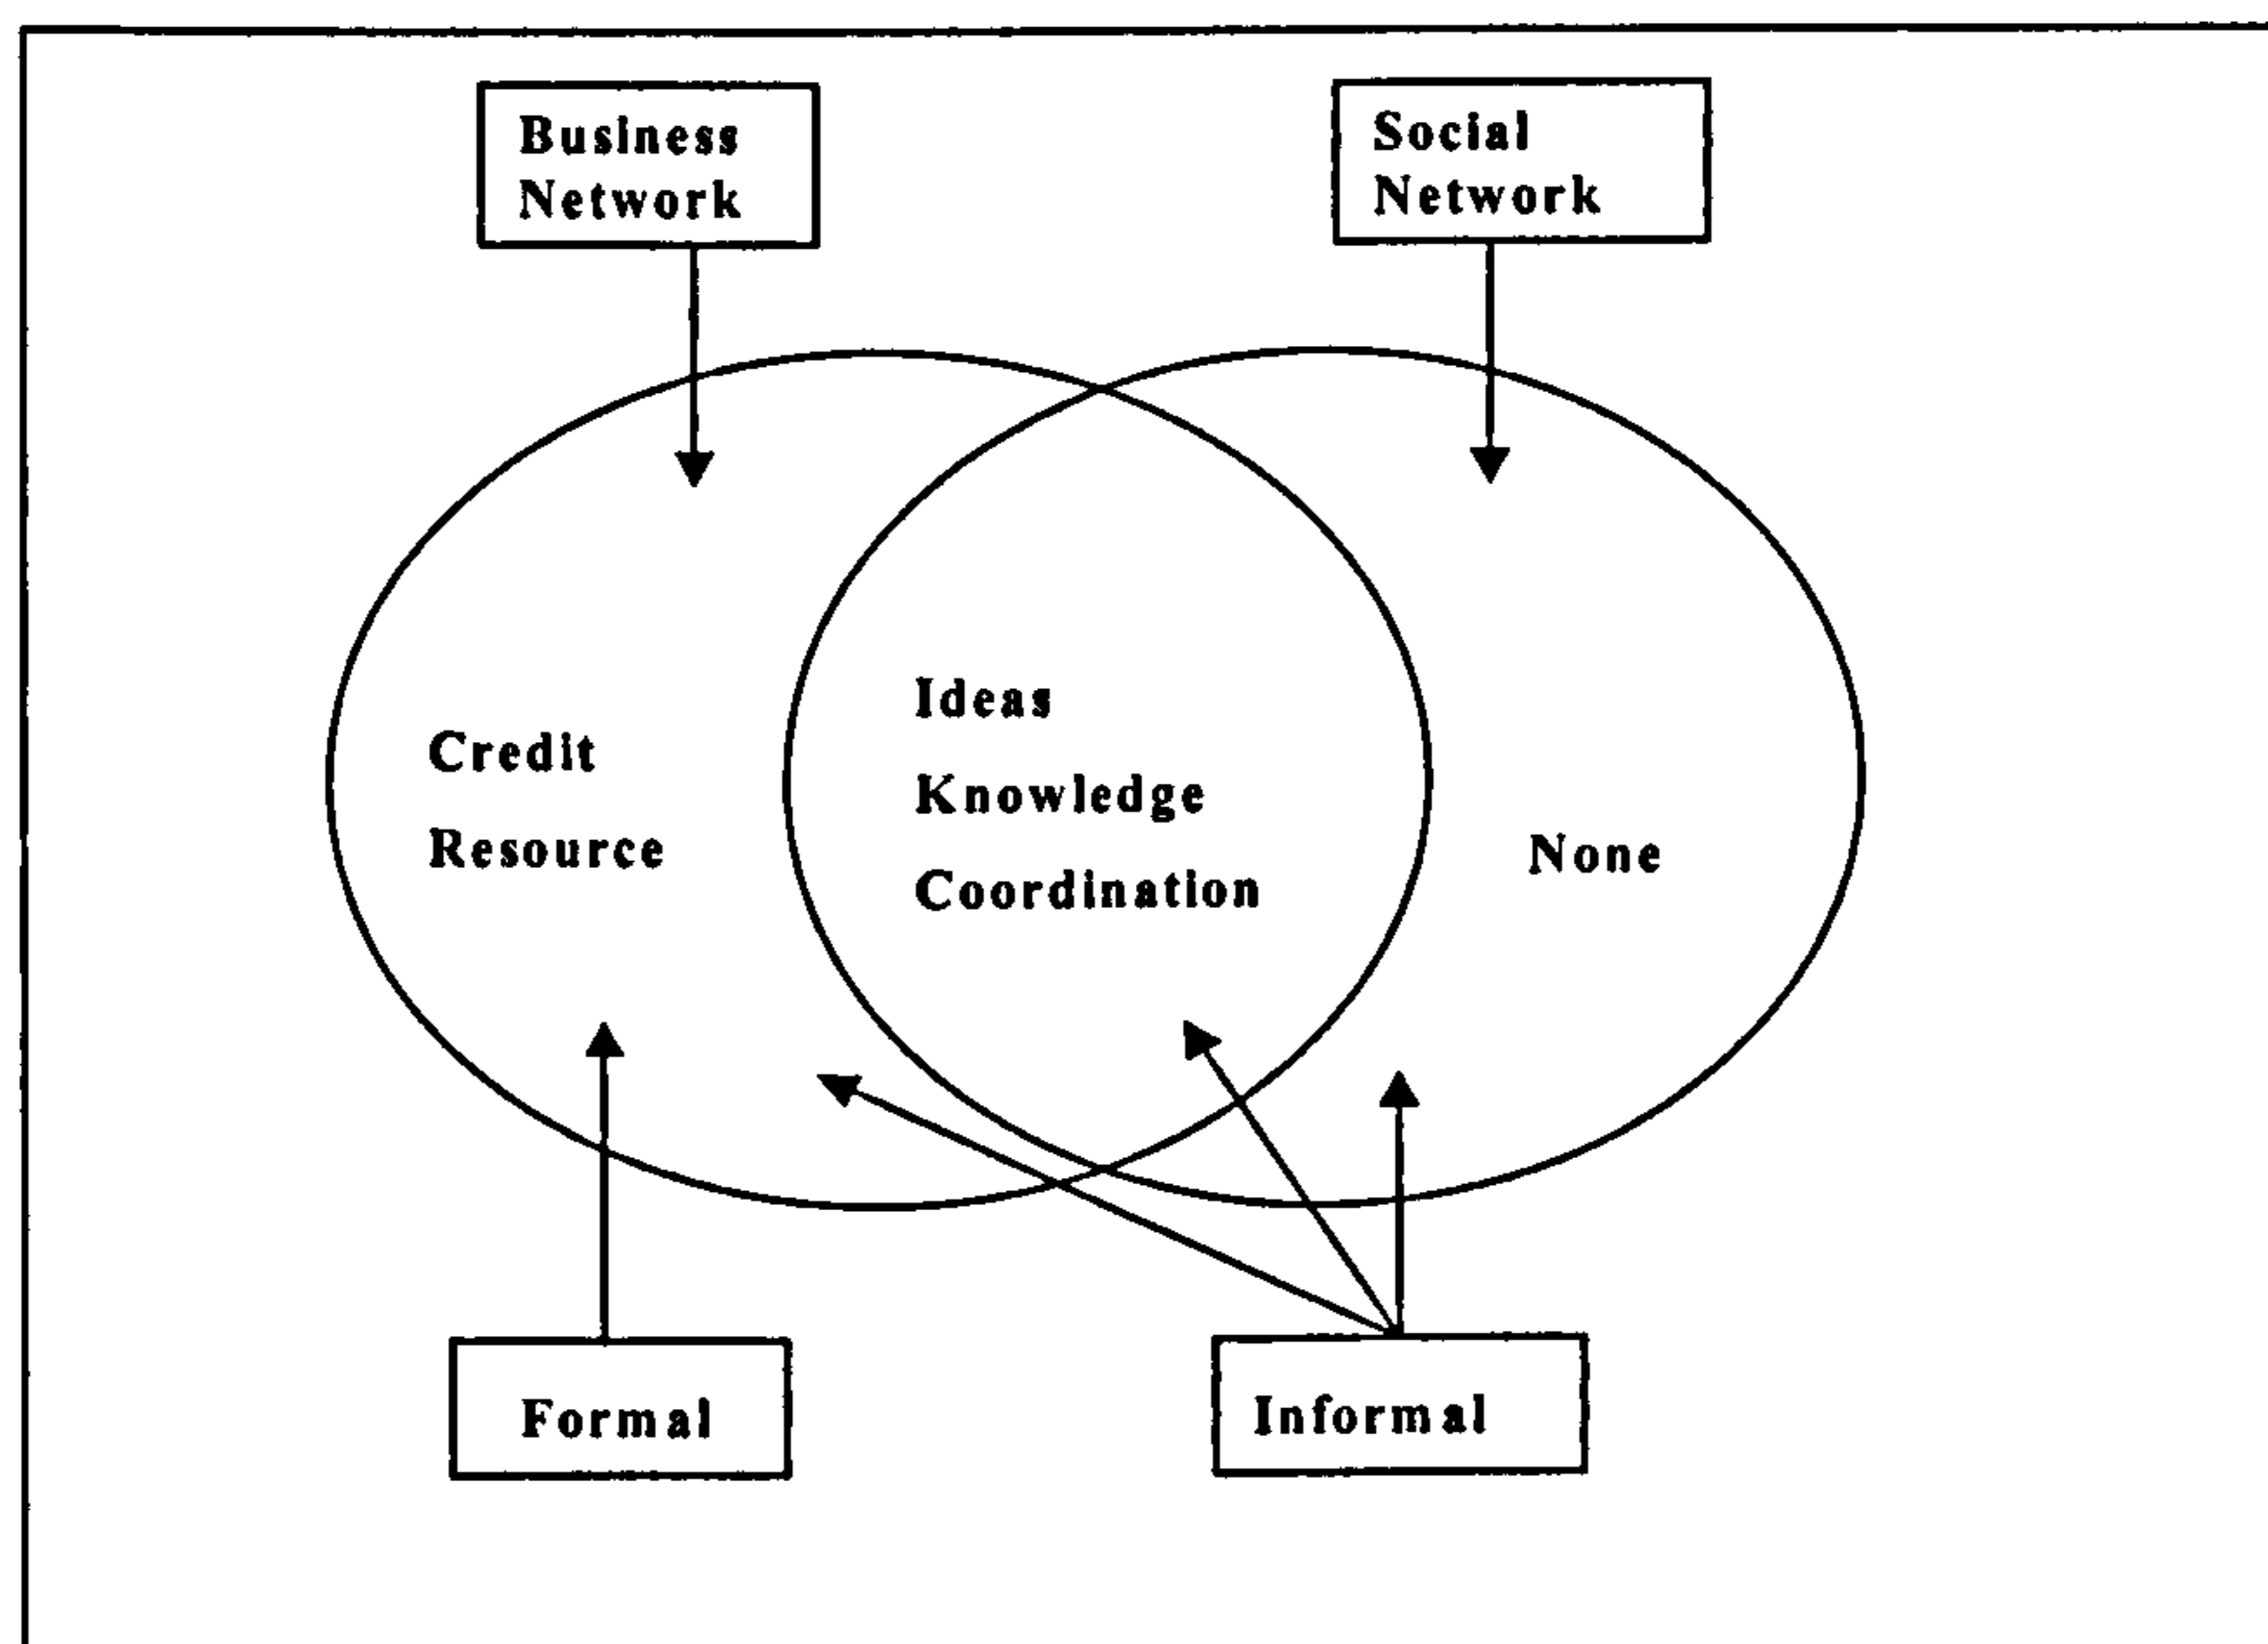 Business
Network
Social
Network
Credit
Resource
Ideas
Knowledge
Coordination
None
Formal
Informal